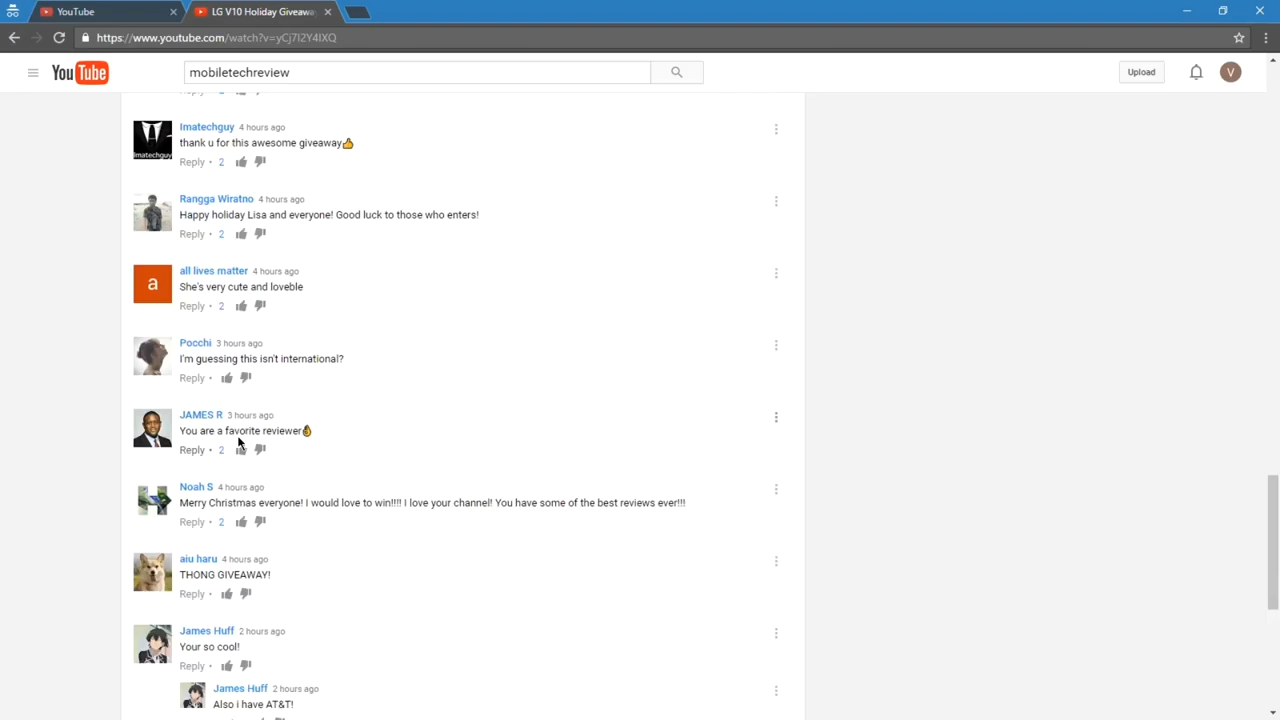 YouTube
LG V10 Holiday Giveaw
https://www.youtube.com/watch?v=yCj7I2Y4IXQ
YouTube
mobiletechreview
Upload
V
Reply •
Imatechguy 4 hours ago
Imatechguy
thank u for this awesome giveaway👍
Reply • 2
Rangga Wiratno 4 hours ago
Happy holiday Lisa and everyone! Good luck to those who enters!
Reply • 2
all lives matter 4 hours ago
a
She's very cute and loveble
Reply • 2
Pocchi 3 hours ago
I'm guessing this isn't international?
Reply •
JAMES R 3 hours ago
You are a favorite reviewer👌
Reply • 2
Noah S 4 hours ago
Merry Christmas everyone! I would love to win!!!! I love your channel! You have some of the best reviews ever!!!
Reply • 2
aiu haru 4 hours ago
THONG GIVEAWAY!
Reply •
James Huff 2 hours ago
Your so cool!
Reply •
James Huff 2 hours ago
Also i have AT&T!